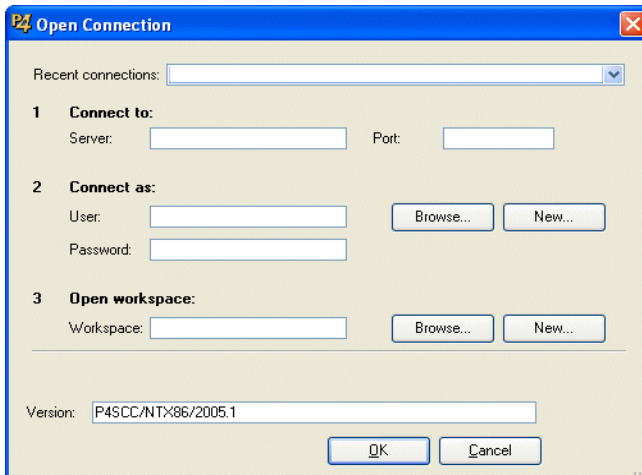 P4 Open Connection
Recent connections:
1 Connect to:
Server: Port:
2 Connect as:
User: Browse... New...
Password:
3 Open workspace:
Workspace: Browse... New...
Version: P4SCC/NTX86/2005.1
OK Cancel